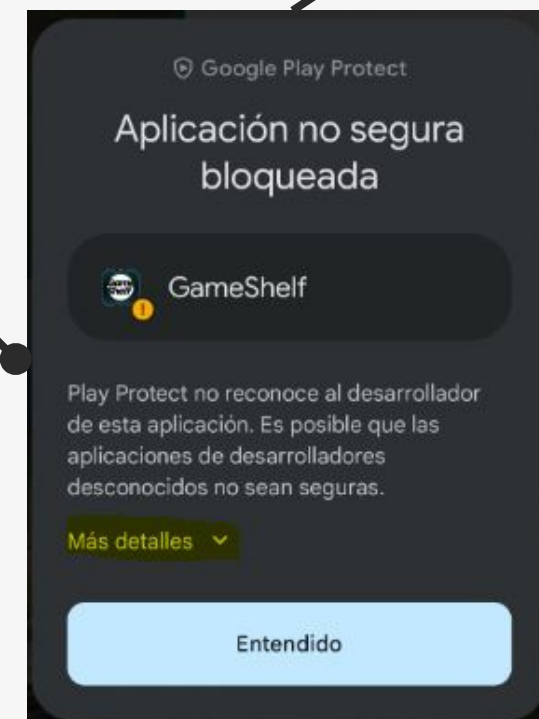 Google Play Protect
Aplicación no segura
bloqueada
GameShelf
Play Protect no reconoce al desarrollador
de esta aplicación. Es posible que las
aplicaciones de desarrolladores
desconocidos no sean seguras.
Más detalles
Entendido